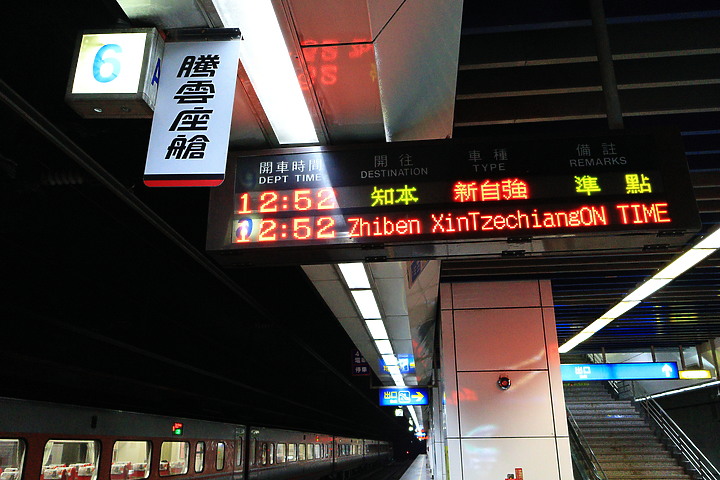 6
A
騰雲座艙
開車時間 開往 車種 備註
DEPT TIME DESTINATION TYPE REMARKS
12:52 知本 新自強 準點
12:52 Zhiben XinTzechiangON TIME
出口
出口